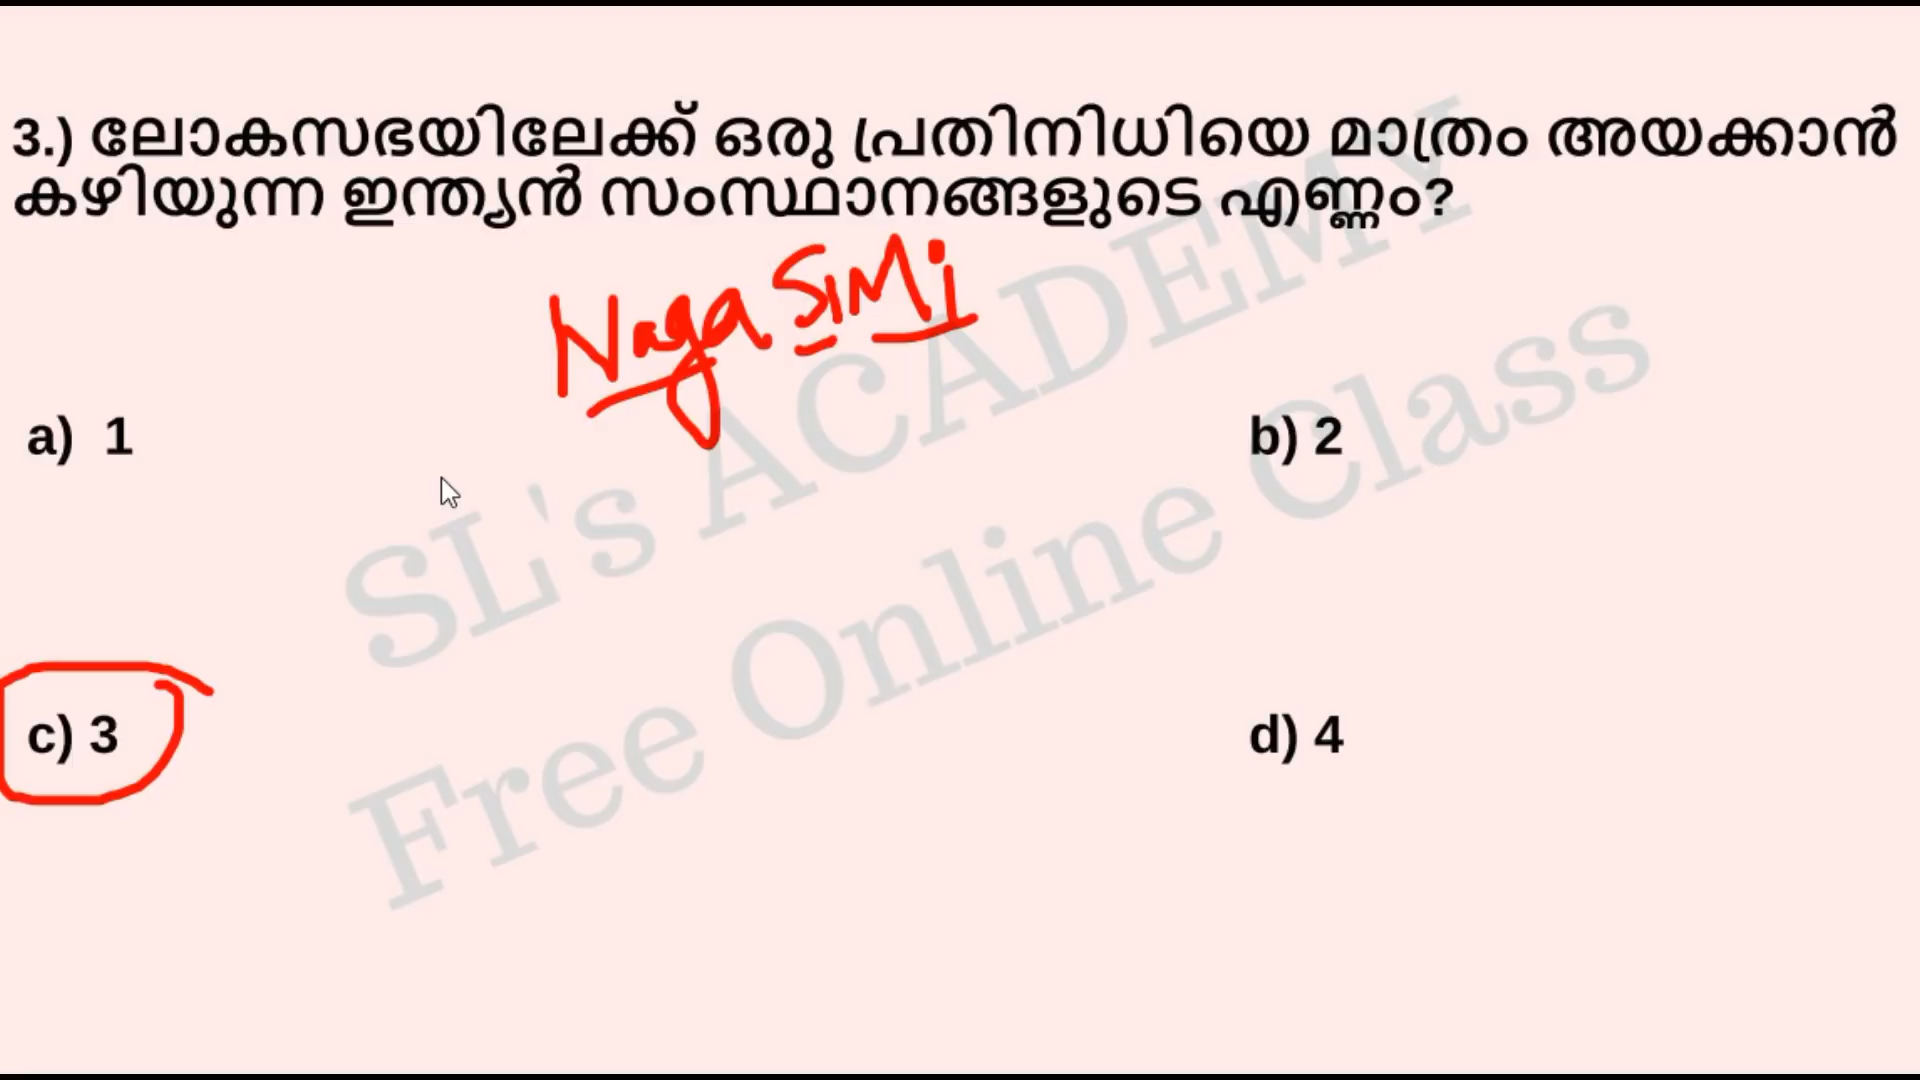 3.) ലോകസഭയിലേക്ക് ഒരു പ്രതിനിധിയെ മാത്രം അയക്കാൻ
കഴിയുന്ന ഇന്ത്യൻ സംസ്ഥാനങ്ങളുടെ എണ്ണം?
Naga SIMi
a) 1
b) 2
c) 3
d) 4
SL's ACADEMY
Free Online Class